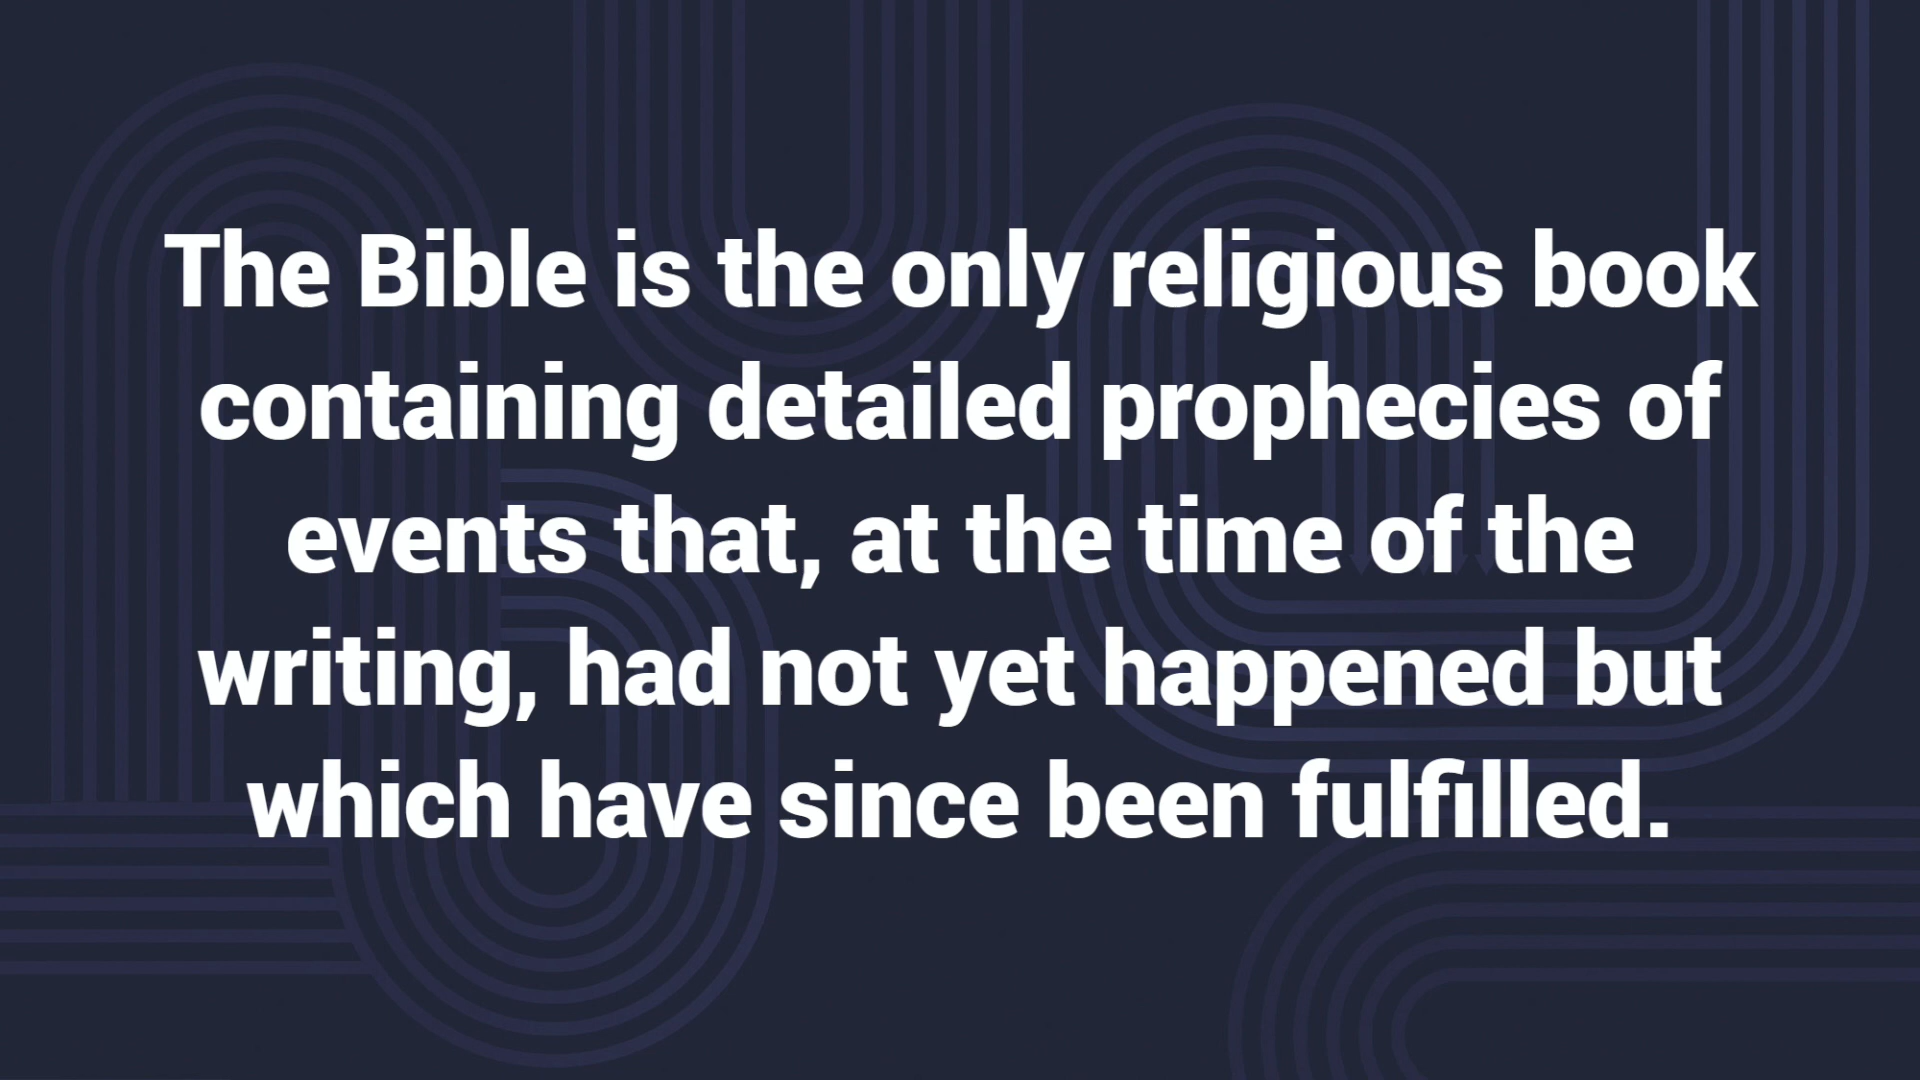 The Bible is the only religious book
containing detailed prophecies of
events that, at the time of the
writing, had not yet happened but
which have since been fulfilled.